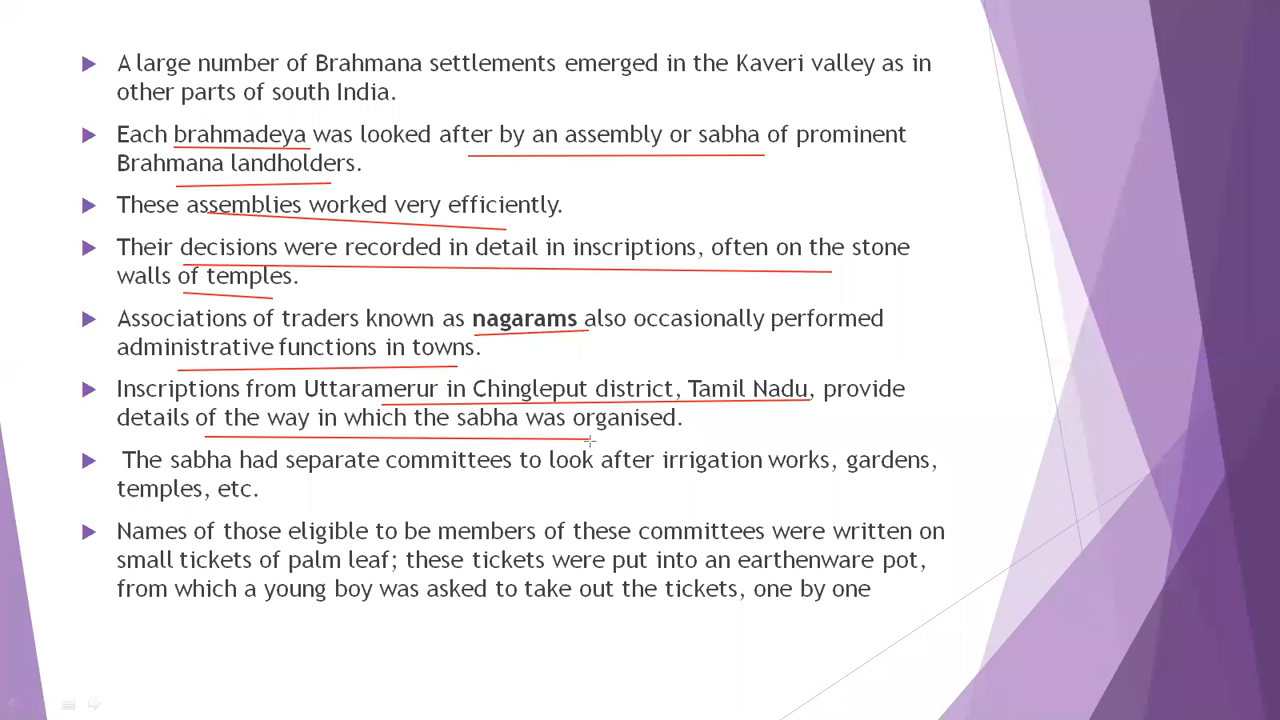 A large number of Brahmana settlements emerged in the Kaveri valley as in
other parts of south India.
Each brahmadeya was looked after by an assembly or sabha of prominent
Brahmana landholders.
These assemblies worked very efficiently.
Their decisions were recorded in detail in inscriptions, often on the stone
walls of temples.
Associations of traders known as nagarams also occasionally performed
administrative functions in towns.
Inscriptions from Uttaramerur in Chingleput district, Tamil Nadu, provide
details of the way in which the sabha was organised.
The sabha had separate committees to look after irrigation works, gardens,
temples, etc.
Names of those eligible to be members of these committees were written on
small tickets of palm leaf; these tickets were put into an earthenware pot,
from which a young boy was asked to take out the tickets, one by one